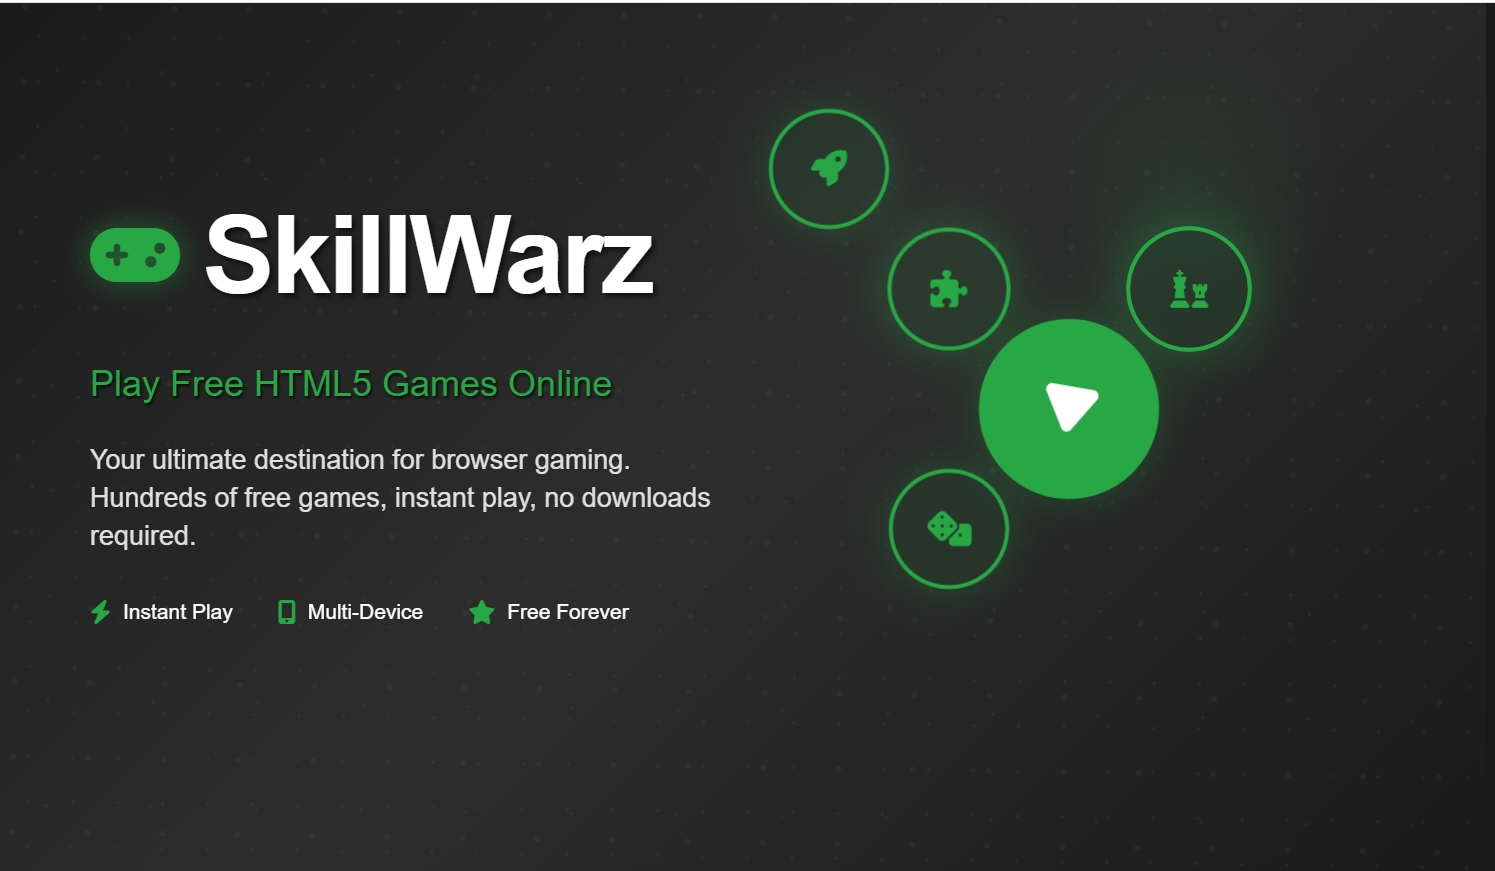 SkillWarz
Play Free HTML5 Games Online
Your ultimate destination for browser gaming.
Hundreds of free games, instant play, no downloads
required.
Instant Play Multi-Device Free Forever